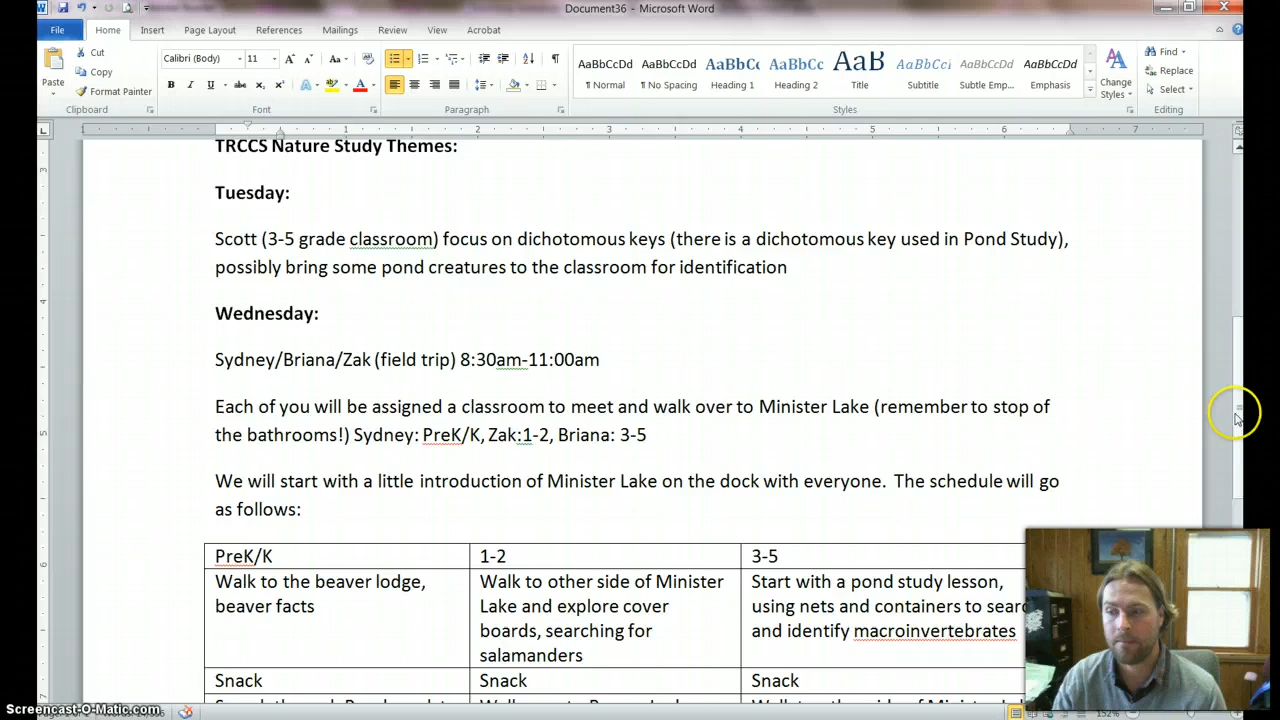 Document36 - Microsoft Word
File Home Insert Page Layout References Mailings Review View Acrobat
Cut
Copy
Format Painter
Paste
Clipboard
Calibri (Body) 11
Font
Paragraph
AaBbCcDd AaBbCcDd AaBbCc AaBbCc AaB AaBbCc. AaBbCcDd AaBbCcDd
¶ Normal ¶ No Spaci... Heading 1 Heading 2 Title Subtitle Subtle Emp... Emphasis
Styles
Change
Styles
Find
Replace
Select
Editing
TRCCS Nature Study Themes:
Tuesday:
Scott (3-5 grade classroom) focus on dichotomous keys (there is a dichotomous key used in Pond Study),
possibly bring some pond creatures to the classroom for identification
Wednesday:
Sydney/Briana/Zak (field trip) 8:30am-11:00am
Each of you will be assigned a classroom to meet and walk over to Minister Lake (remember to stop of
the bathrooms!) Sydney: PreK/K, Zak:1-2, Briana: 3-5
We will start with a little introduction of Minister Lake on the dock with everyone. The schedule will go
as follows:
PreK/K 1-2 3-5
Walk to the beaver lodge,
beaver facts
Walk to other side of Minister
Lake and explore cover
boards, searching for
salamanders
Start with a pond study lesson,
using nets and containers to searc
and identify macroinvertebrates
Snack Snack Snack
Screencast-O-Matic.com
152%